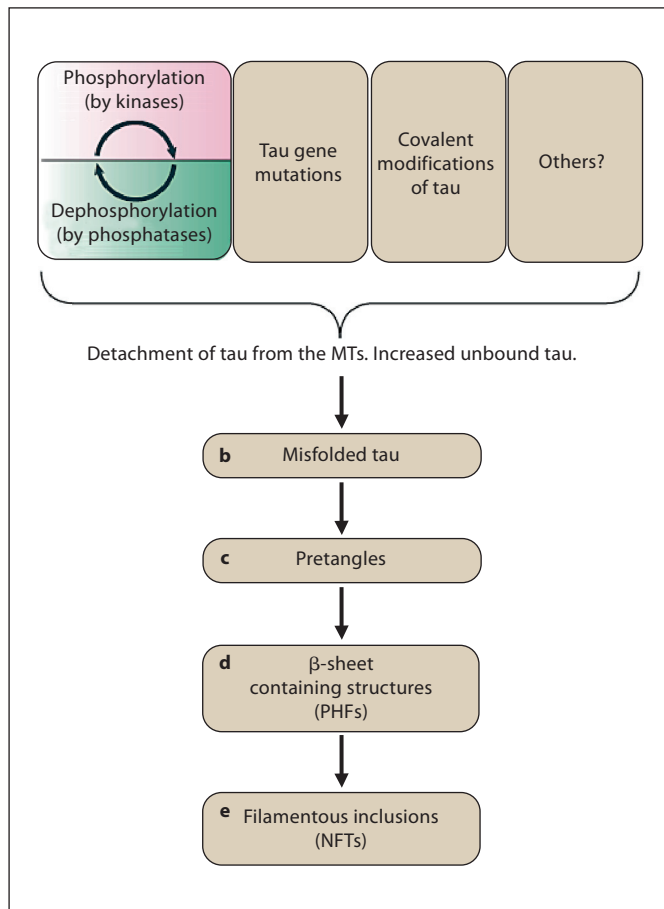 Phosphorylation
(by kinases)
Dephosphorylation
(by phosphatases)
Tau gene
mutations
Covalent
modifications
of tau
Others?
Detachment of tau from the MTs. Increased unbound tau.
b Misfolded tau
c Pretangles
d β-sheet
containing structures
(PHFs)
e Filamentous inclusions
(NFTs)